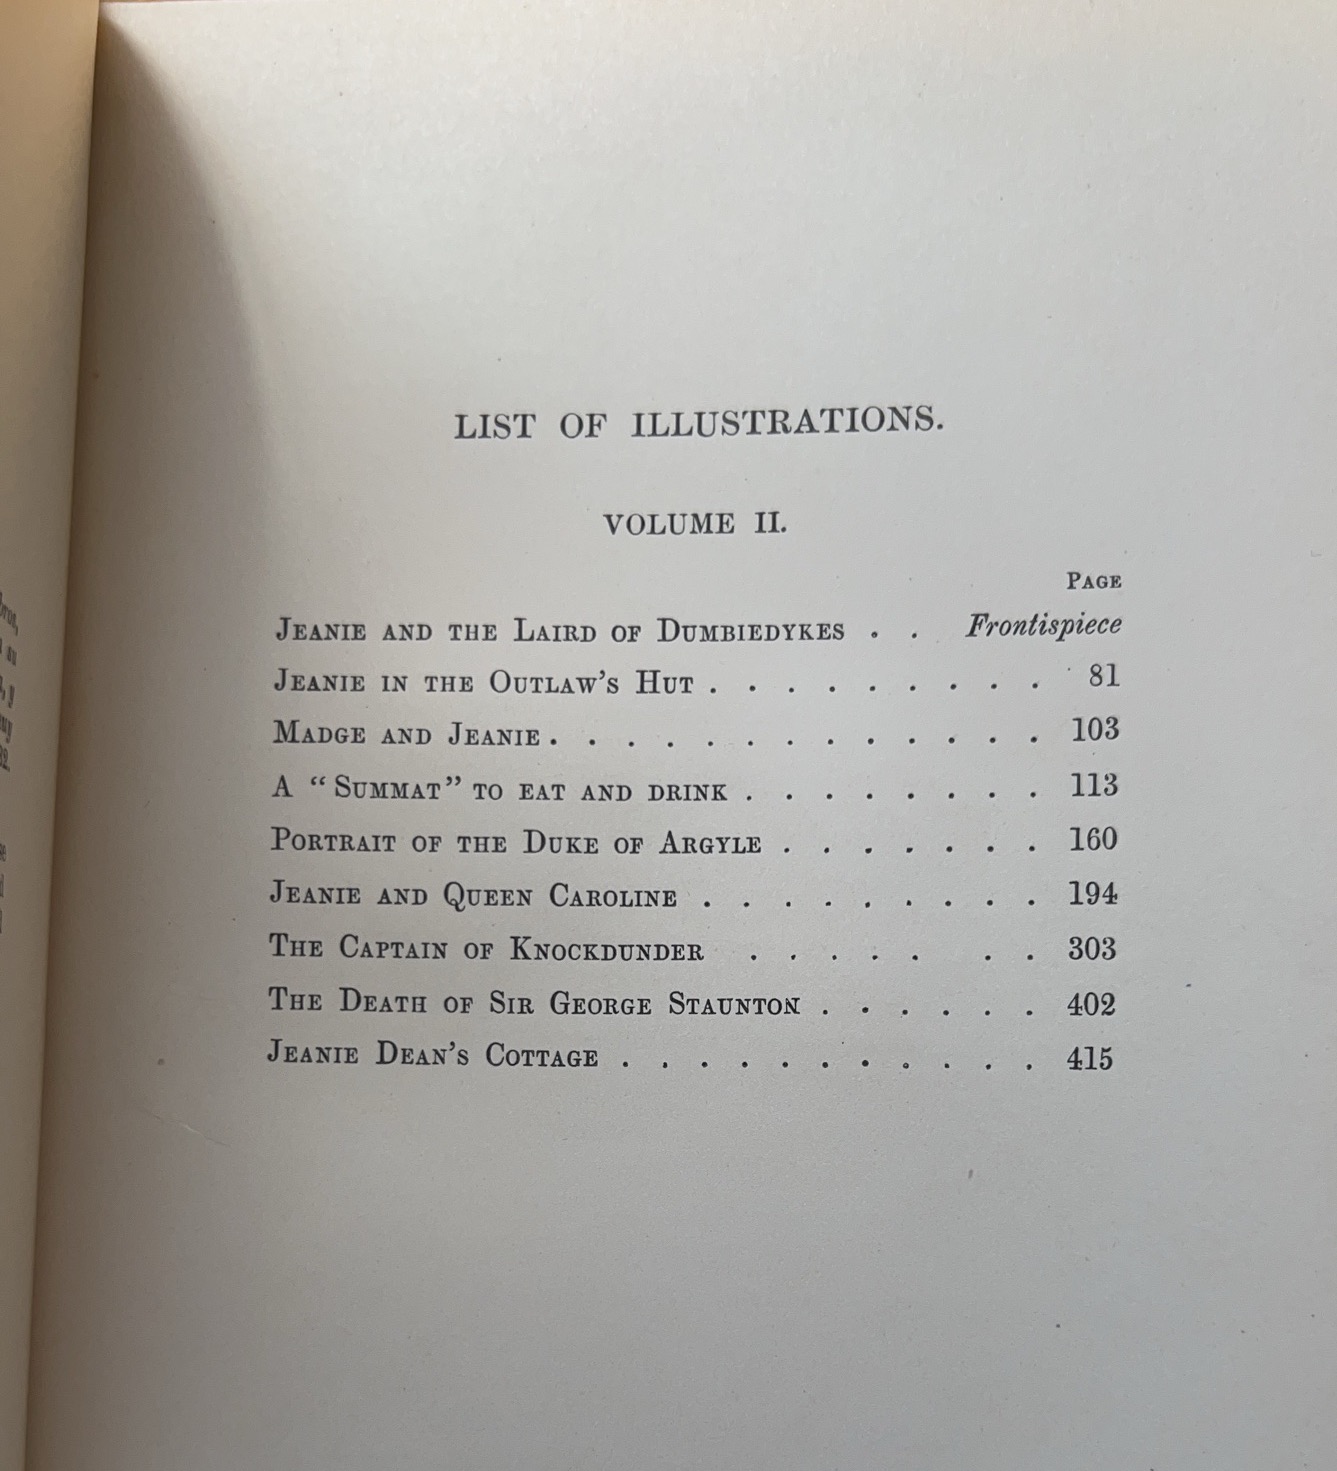 LIST OF ILLUSTRATIONS.
VOLUME II.
PAGE
JEANIE AND THE LAIRD OF DUMBIEDYKES . . Frontispiece
JEANIE IN THE OUTLAW'S HUT . . . . . . . . . 81
MADGE AND JEANIE . . . . . . . . . . . . . 103
A “SUMMAT” TO EAT AND DRINK . . . . . . . . 113
PORTRAIT OF THE DUKE OF ARGYLE . . . . . . . 160
JEANIE AND QUEEN CAROLINE . . . . . . . . . 194
THE CAPTAIN OF KNOCKDUNDER . . . . . . . 303
THE DEATH OF SIR GEORGE STAUNTON . . . . . . 402
JEANIE DEAN'S COTTAGE . . . . . . . . . . . 415